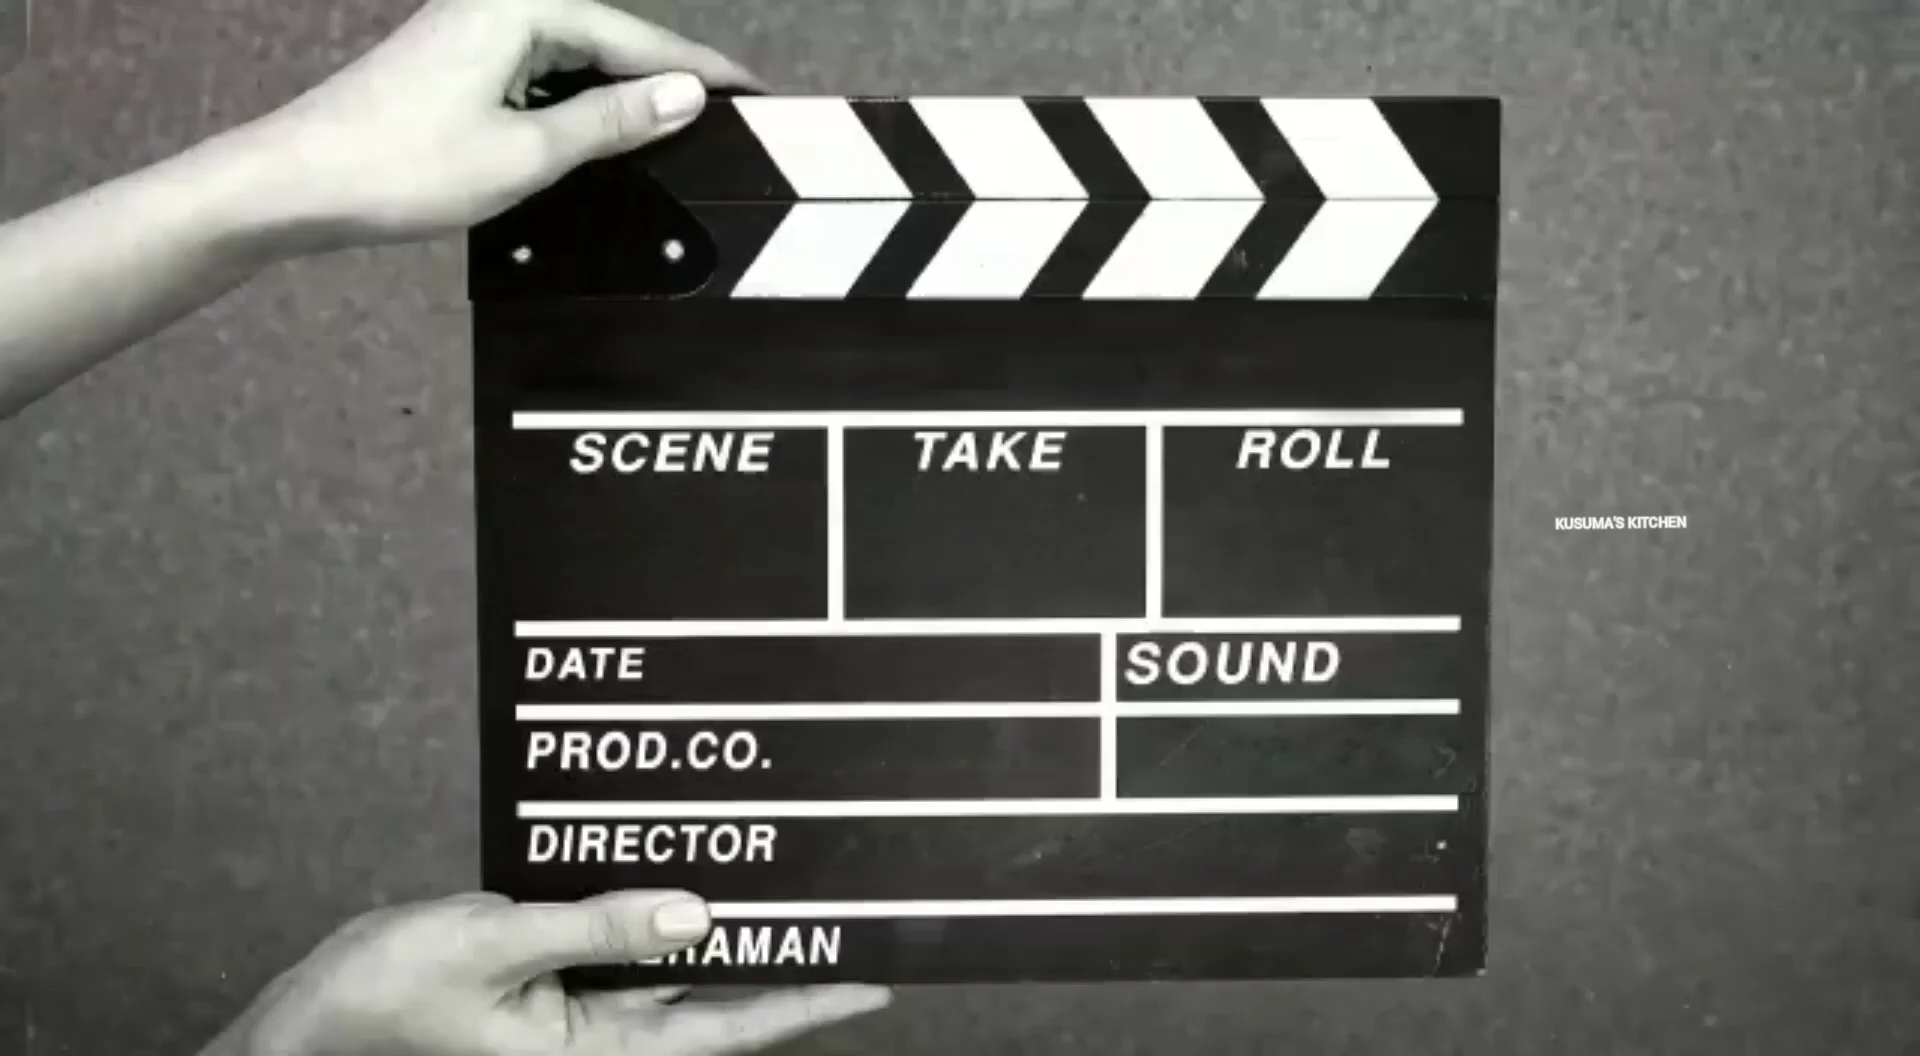 SCENE TAKE ROLL
KUSUMA'S KITCHEN
DATE SOUND
PROD.CO.
DIRECTOR